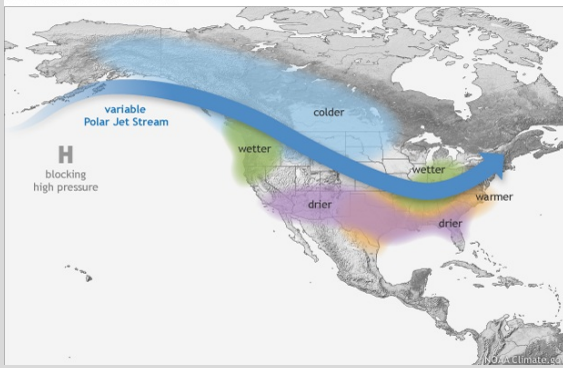 colder
variable
Polar Jet Stream
wetter
H
blocking
high pressure
wetter
warmer
drier
drier
NOAA Climate.gov